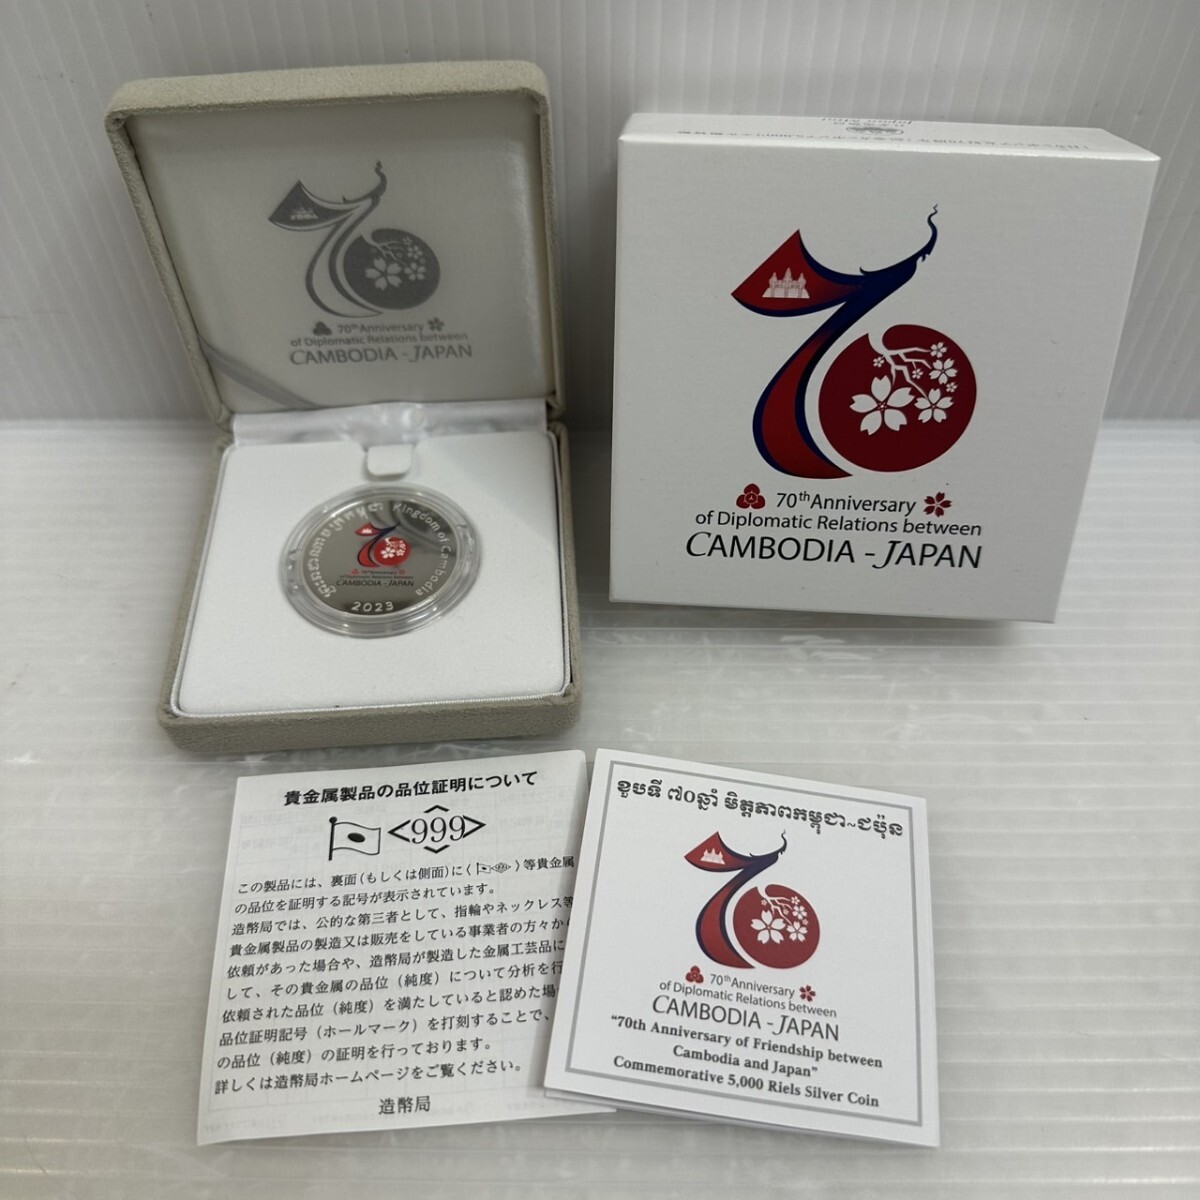 70th Anniversary
of Diplomatic Relations between
CAMBODIA - JAPAN
Kingdom of Cambodia
70th Anniversary
of Diplomatic Relations between
CAMBODIA - JAPAN
2023
70th Anniversary
of Diplomatic Relations between
CAMBODIA - JAPAN
貴金属製品の品位証明について
<999>
この製品には、裏面（もしくは側面）に〈 〉等貴金属
の品位を証明する記号が表示されています。
造幣局では、公的な第三者として、指輪やネックレス等
貴金属製品の製造又は販売をしている事業者の方々か
依頼があった場合や、造幣局が製造した金属工芸品に
して、その貴金属の品位（純度）について分析を行
依頼された品位（純度）を満たしていると認めた場
品位証明記号（ホールマーク）を打刻することで、
の品位（純度）の証明を行っております。
詳しくは造幣局ホームページをご覧ください。
造幣局
ខួបទី ៧០ឆ្នាំ មិត្តភាពកម្ពុជា~ជប៉ុន
70th Anniversary
of Diplomatic Relations between
CAMBODIA - JAPAN
"70th Anniversary of Friendship between
Cambodia and Japan"
Commemorative 5,000 Riels Silver Coin